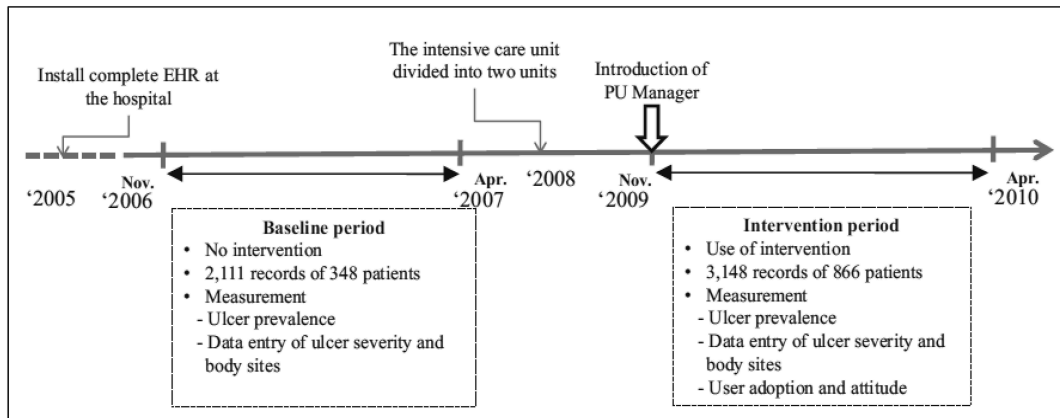 Install complete EHR at
the hospital
The intensive care unit
divided into two units
Introduction of
PU Manager
‘2005
Nov.
‘2006
Apr.
‘2007
‘2008
Nov.
‘2009
Apr.
‘2010
Baseline period
• No intervention
• 2,111 records of 348 patients
• Measurement
- Ulcer prevalence
- Data entry of ulcer severity and
body sites
Intervention period
• Use of intervention
• 3,148 records of 866 patients
• Measurement
- Ulcer prevalence
- Data entry of ulcer severity and
body sites
- User adoption and attitude